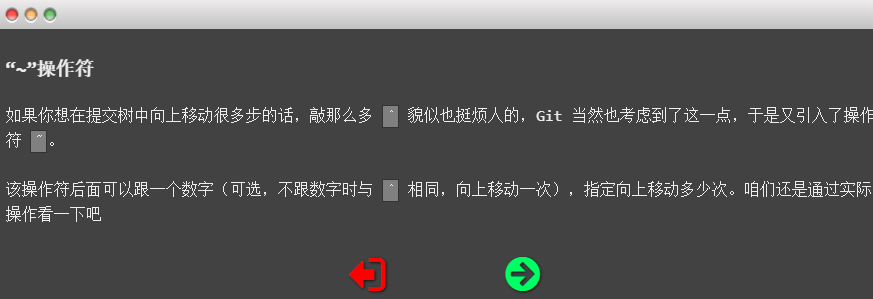 “~”操作符
如果你想在提交树中向上移动很多步的话，敲那么多 ^ 貌似也挺烦人的，Git 当然也考虑到了这一点，于是又引入了操作
符 ~。
该操作符后面可以跟一个数字（可选，不跟数字时与 ^ 相同，向上移动一次），指定向上移动多少次。咱们还是通过实际
操作看一下吧